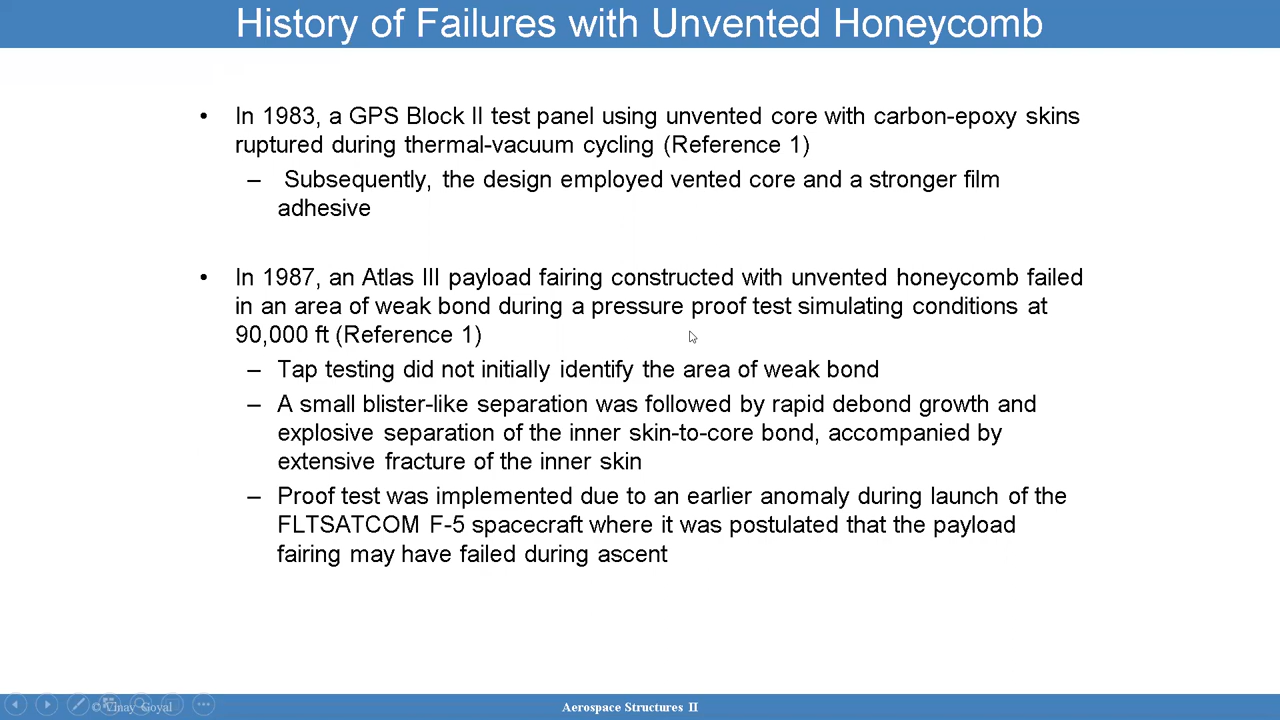 History of Failures with Unvented Honeycomb
• In 1983, a GPS Block II test panel using unvented core with carbon-epoxy skins
ruptured during thermal-vacuum cycling (Reference 1)
– Subsequently, the design employed vented core and a stronger film
adhesive
• In 1987, an Atlas III payload fairing constructed with unvented honeycomb failed
in an area of weak bond during a pressure proof test simulating conditions at
90,000 ft (Reference 1)
– Tap testing did not initially identify the area of weak bond
– A small blister-like separation was followed by rapid debond growth and
explosive separation of the inner skin-to-core bond, accompanied by
extensive fracture of the inner skin
– Proof test was implemented due to an earlier anomaly during launch of the
FLTSATCOM F-5 spacecraft where it was postulated that the payload
fairing may have failed during ascent
© Vinay Goyal
Aerospace Structures II